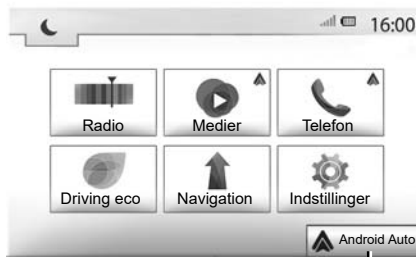 16:00
Radio
Medier
Telefon
Driving eco
Navigation
Indstillinger
Android Auto